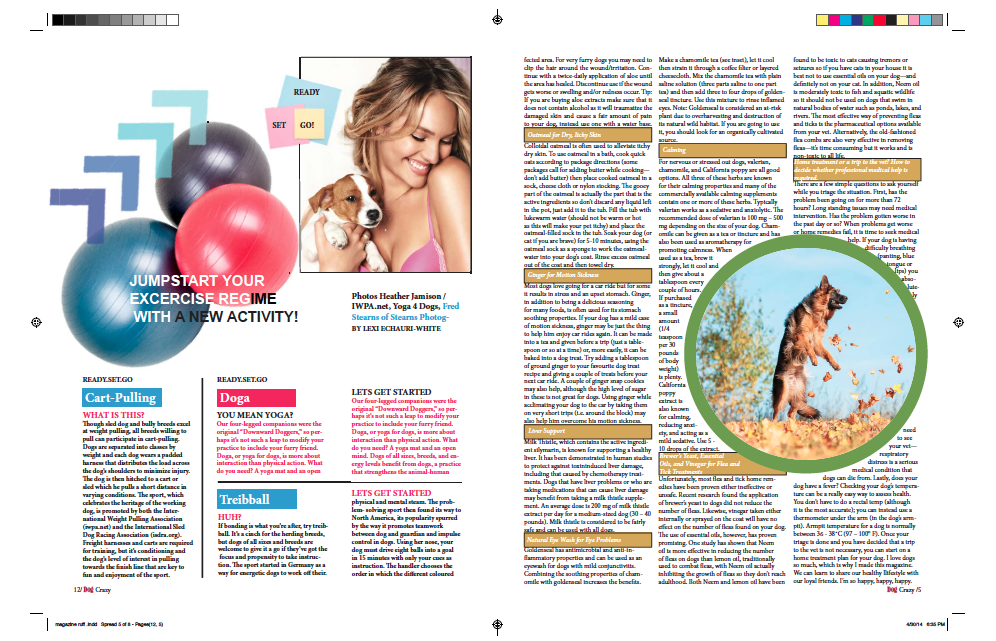 READY
SET
GO!
JUMPSTART YOUR
EXCERCISE REGIME
WITH A NEW ACTIVITY!
Photos Heather Jamison /
IWPA.net, Yoga 4 Dogs, Fred
Stearns of Stearns Photog-
BY LEXI ECHAURI-WHITE
READY.SET.GO
Cart-Pulling
WHAT IS THIS?
Though sled dog and bully breeds excel
at weight pulling, all breeds willing to
pull can participate in cart-pulling.
Dogs are separated into classes by
weight and each dog wears a padded
harness that distributes the load across
the dog's shoulders to minimize injury.
The dog is then hitched to a cart or
sled which he pulls a short distance in
varying conditions. The sport, which
celebrates the heritage of the working
dog, is promoted by both the Inter-
national Weight Pulling Association
(iwpa.net) and the International Sled
Dog Racing Association (isdra.org).
Freight harnesses and carts are required
for training, but it's conditioning and
the dog's level of interest in pulling
towards the finish line that are key to
fun and enjoyment of the sport.
READY.SET.GO
Doga
YOU MEAN YOGA?
Our four-legged companions were the
original "Downward Doggers," so per-
haps it's not such a leap to modify your
practice to include your furry friend.
Doga, or yoga for dogs, is more about
interaction than physical action. What
do you need? A yoga mat and an open
Treibball
HUH?
If bonding is what you're after, try treib-
ball. It's a cinch for the herding breeds,
but dogs of all sizes and breeds are
welcome to give it a go if they've got the
focus and propensity to take instruc-
tion. The sport started in Germany as a
way for energetic dogs to work off their
LETS GET STARTED
Our four-legged companions were the
original "Downward Doggers," so per-
haps it's not such a leap to modify your
practice to include your furry friend.
Doga, or yoga for dogs, is more about
interaction than physical action. What
do you need? A yoga mat and an open
mind. Dogs of all sizes, breeds, and en-
ergy levels benefit from doga, a practice
that strengthens the animal-human
LETS GET STARTED
physical and mental steam. The prob-
lem- solving sport then found its way to
North America, its popularity spurred
by the way it promotes teamwork
between dog and guardian and impulse
control in dogs. Using her nose, your
dog must drive eight balls into a goal
in 15 minutes with only your cues as
instruction. The handler chooses the
order in which the different coloured
12/ Dog Crazy
fected area. For very furry dogs you may need to
clip the hair around the wound/irritation. Con-
tinue with a twice-daily application of aloe until
the area has healed. Discontinue use if the wound
gets worse or swelling and/or redness occur. Tip:
If you are buying aloe extracts make sure that it
does not contain alcohol as it will traumatize the
damaged skin and cause a fair amount of pain
to your dog, instead use one with a water base.
Oatmeal for Dry, Itchy Skin
Colloidal oatmeal is often used to alleviate itchy
dry skin. To use oatmeal in a bath, cook quick
oats according to package directions (some
packages call for adding butter while cooking—
don't add butter) then place cooked oatmeal in a
sock, cheese cloth or nylon stocking. The gooey
part of the oatmeal is actually the part that is the
active ingredients so don't discard any liquid left
in the pot, just add it to the bath. Fill the tub with
lukewarm water (should not be warm or hot
as this will make your pet itchy) and place the
oatmeal-filled sock in the tub. Soak your dog (or
cat if you are brave) for 5-10 minutes, using the
oatmeal sock as a sponge to work the oatmeal-
water into your dog's coat. Rinse excess oatmeal
out of the coat and then towel dry.
Ginger for Motion Sickness
Most dogs love going for a car ride but for some
it results in stress and an upset stomach. Ginger,
in addition to being a delicious seasoning
for many foods, is often used for its stomach
soothing properties. If your dog has a mild case
of motion sickness, ginger may be just the thing
to help him enjoy car rides again. It can be made
into a tea and given before a trip (just a table-
spoon or so at a time) or, more easily, it can be
baked into a dog treat. Try adding a tablespoon
of ground ginger to your favourite dog treat
recipe and giving a couple of treats before your
next car ride. A couple of ginger snap cookies
may also help, although the high level of sugar
in these is not great for dogs. Using ginger while
acclimating your dog to the car by taking them
on very short trips (i.e. around the block) may
also help him overcome his motion sickness.
Liver Support
Milk Thistle, which contains the active ingredi-
ent silymarin, is known for supporting a healthy
liver. It has been demonstrated in human studies
to protect against toxininduced liver damage,
including that caused by chemotherapy treat-
ments. Dogs that have liver problems or who are
taking medications that can cause liver damage
may benefit from taking a milk thistle supple-
ment. An average dose is 200 mg of milk thistle
extract per day for a medium-sized dog (30 – 40
pounds). Milk thistle is considered to be fairly
safe and can be used with all dogs.
Natural Eye Wash for Eye Problems
Goldenseal has antimicrobial and anti-in-
flammatory properties and can be used as an
eyewash for dogs with mild conjunctivitis.
Combining the soothing properties of cham-
omile with goldenseal increases the benefits.
Make a chamomile tea (see inset), let it cool
then strain it through a coffee filter or layered
cheesecloth. Mix the chamomile tea with plain
saline solution (three parts saline to one part
tea) and then add three to four drops of golden-
seal tincture. Use this mixture to rinse inflamed
eyes. Note: Goldenseal is considered an at-risk
plant due to overharvesting and destruction of
its natural wild habitat. If you are going to use
it, you should look for an organically cultivated
source.
Calming
For nervous or stressed out dogs, valerian,
chamomile, and California poppy are all good
options. All three of these herbs are known
for their calming properties and many of the
commercially available calming supplements
contain one or more of these herbs. Typically
valerian works as a sedative and anxiolytic. The
recommended dose of valerian is 100 mg – 500
mg depending on the size of your dog. Cham-
omile can be given as a tea or tincture and has
also been used as aromatherapy for
promoting calmness. When
used as a tea, brew it
strongly, let it cool and
then give about a
tablespoon every
couple of hours.
If purchased
as a tincture,
a small
amount
(1/4
teaspoon
per 30
pounds
of body
weight)
is plenty.
California
poppy
extract is
also known
for calming,
reducing anxi-
ety, and acting as a
mild sedative. Use 5 -
10 drops of the extract.
Brewer's Yeast, Essential
Oils, and Vinegar for Flea and
Tick Treatments
Unfortunately, most flea and tick home rem-
edies have been proven either ineffective or
unsafe. Recent research found the application
of brewer's yeast to dogs did not reduce the
number of fleas. Likewise, vinegar taken either
internally or sprayed on the coat will have no
effect on the number of fleas found on your dog.
The use of essential oils, however, has proven
promising. One study has shown that Neem
oil is more effective in reducing the number
of fleas on dogs than lemon oil, traditionally
used to combat fleas, with Neem oil actually
inhibiting the growth of fleas so they don't reach
adulthood. Both Neem and lemon oil have been
found to be toxic to cats causing tremors or
seizures so if you have cats in your house it is
best not to use essential oils on your dog—and
definitely not on your cat. In addition, Neem oil
is moderately toxic to fish and aquatic wildlife
so it should not be used on dogs that swim in
natural bodies of water such as ponds, lakes, and
rivers. The most effective way of preventing fleas
and ticks is the pharmaceutical options available
from your vet. Alternatively, the old-fashioned
flea combs are also very effective in removing
fleas—it's time consuming but it works and is
non-toxic to all life.
Home treatment or a trip to the vet? How to
decide whether professional medical help is
required.
There are a few simple questions to ask yourself
while you triage the situation. First, has the
problem been going on for more than 72
hours? Long standing issues may need medical
intervention. Has the problem gotten worse in
the past day or so? When problems get worse
or home remedies fail, it is time to seek medical
help. If your dog is having
difficulty breathing
(panting, blue
tongue or
lips) you
abso-
lute-
ly
need
to see
your vet—
respiratory
distress is a serious
medical condition that
dogs can die from. Lastly, does your
dog have a fever? Checking your dog's tempera-
ture can be a really easy way to assess health.
You don't have to do a rectal temp (although
it is the most accurate); you can instead use a
thermometer under the arm (in the dog's arm-
pit). Armpit temperature for a dog is normally
between 36 - 38°C (97 – 100° F). Once your
triage is done and you have decided that a trip
to the vet is not necessary, you can start on a
home treatment plan for your dog. I love dogs
so much, which is why I made this magazine.
We can learn to share our healthy lifestyle with
our loyal friends. I'm so happy, happy, happy.
Dog Crazy /5
magazine ruff .indd Spread 5 of 8 - Pages(12, 5)
4/30/14 6:35 PM